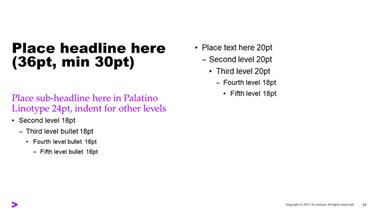 Place headline here
(36pt, min 30pt)
Place sub-headline here in Palatino
Linotype 24pt, indent for other levels
• Second level 18pt
– Third level bullet 18pt
• Fourth level bullet 16pt
– Fifth level bullet 16pt
• Place text here 20pt
– Second level 20pt
• Third level 20pt
– Fourth level 18pt
• Fifth level 18pt
>
Copyright © 2021 Accenture. All rights reserved.